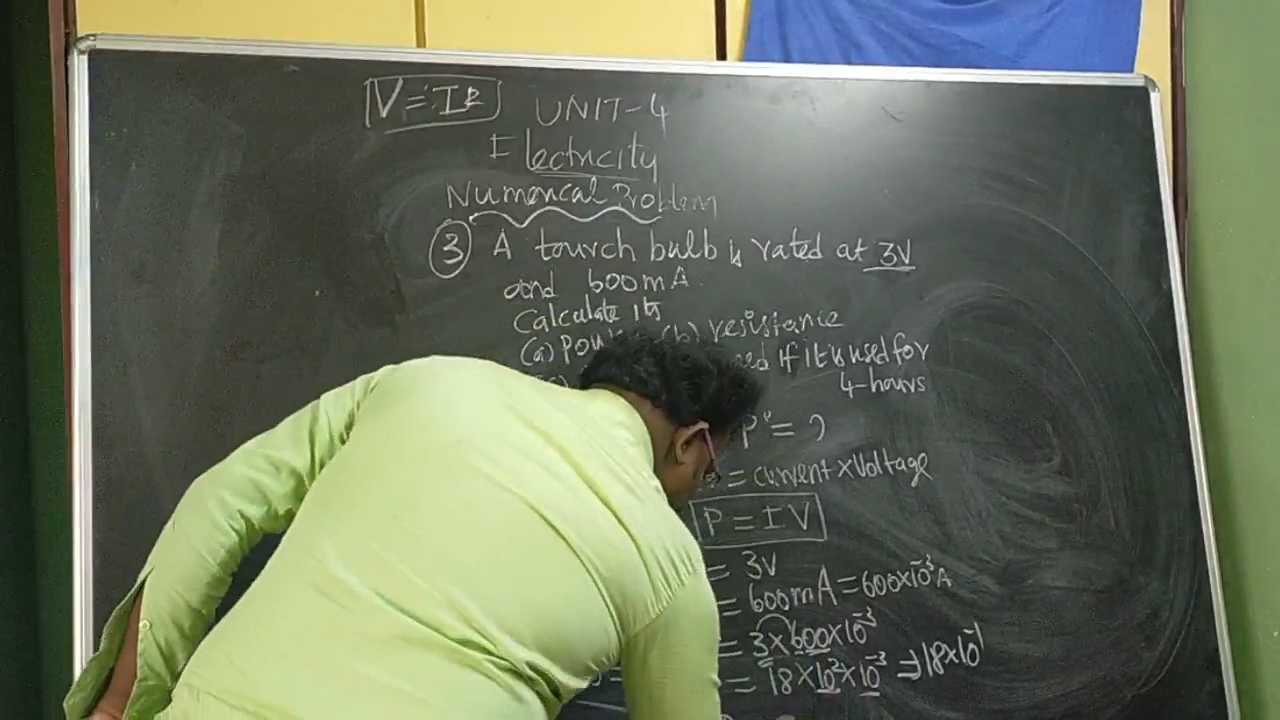 V = IR
UNIT-4
Electricity
Numerical Problem
③ A tourch bulb is rated at 3V
and 600mA.
Calculate its
(a) (b) resistance
if it is used for
4-hours
P = ?
= current × Voltage
P = IV
= 3V
= 600mA = 600×10⁻³A
= 3×600×10⁻³
= 18×10²×10⁻³ ⇒ 18×10⁻¹